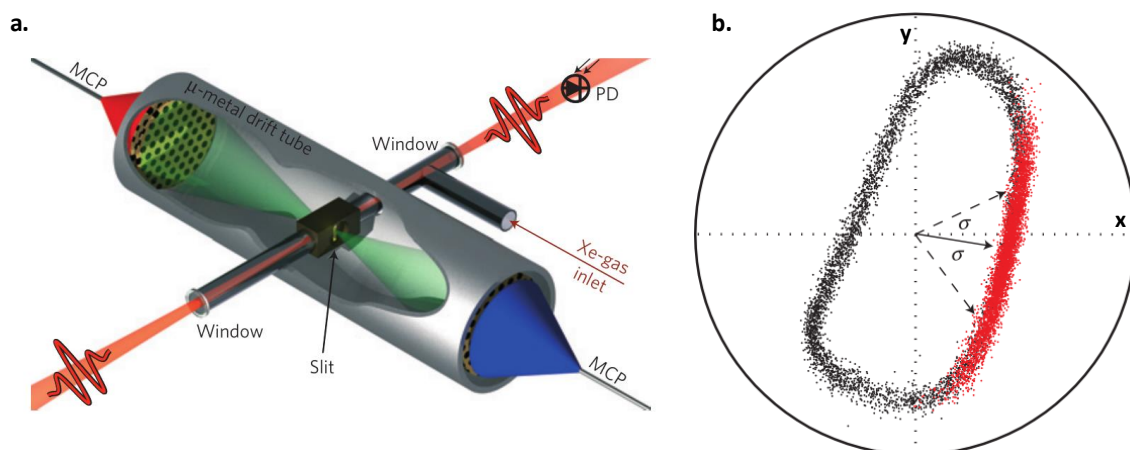 a.
MCP
μ-metal drift tube
Window
PD
Xe-gas
inlet
Window
Slit
MCP
b.
y
x
σ
σ